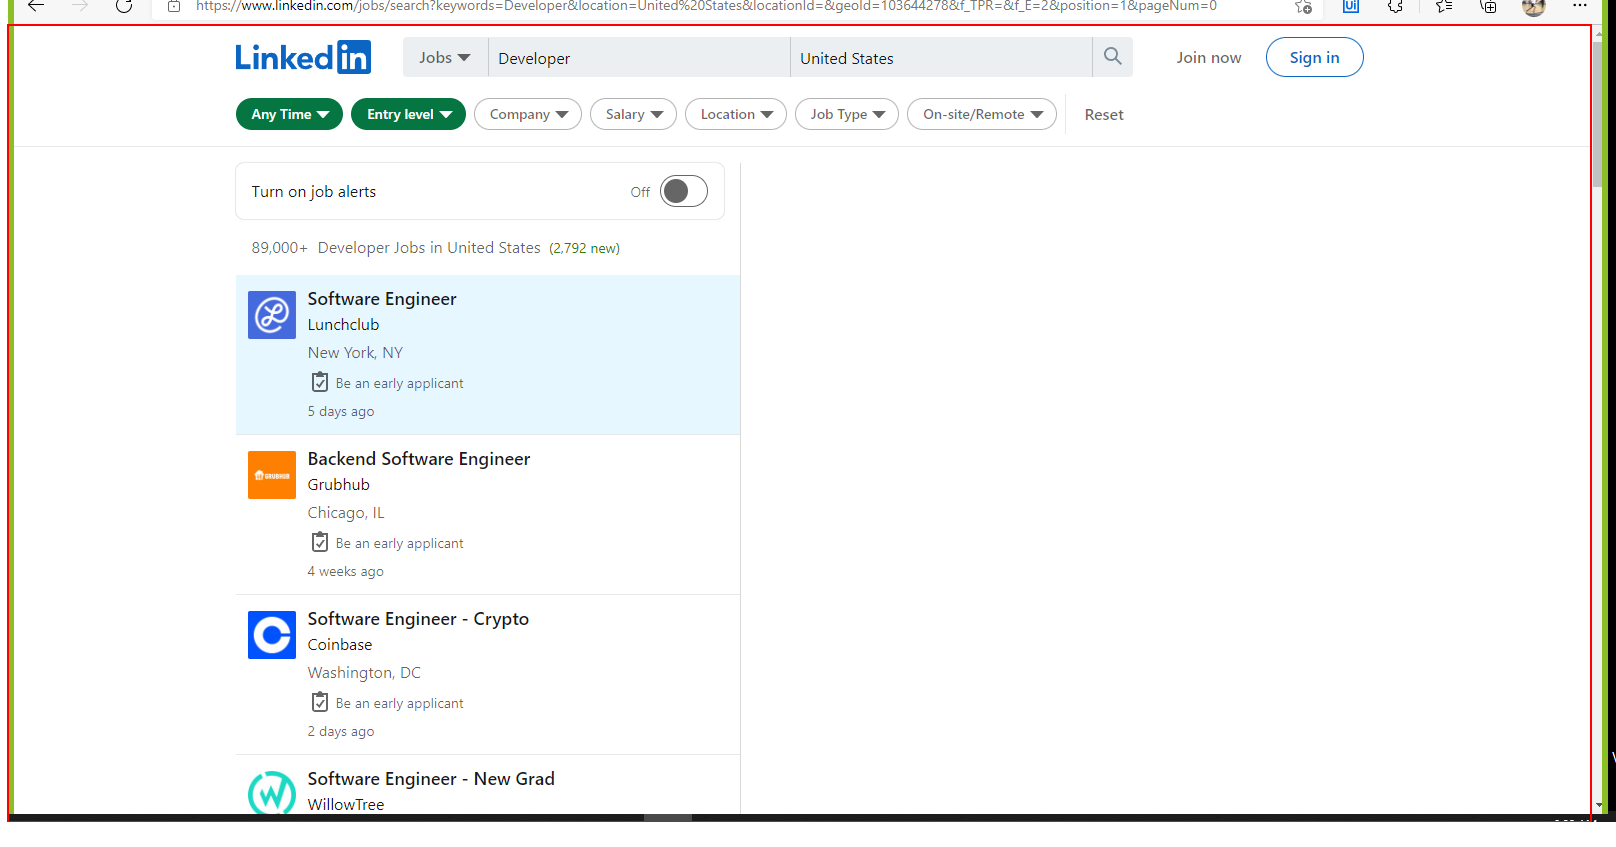 https://www.linkedin.com/jobs/search?keywords=Developer&location=United%20States&locationId=&geoId=103644278&f_TPR=&f_E=2&position=1&pageNum=0
Ui
Linked in Jobs Developer United States Join now Sign in
Any Time Entry level Company Salary Location Job Type On-site/Remote Reset
Turn on job alerts Off
89,000+ Developer Jobs in United States (2,792 new)
Software Engineer
Lunchclub
New York, NY
Be an early applicant
5 days ago
Backend Software Engineer
GRUBHUB
Grubhub
Chicago, IL
Be an early applicant
4 weeks ago
Software Engineer - Crypto
Coinbase
Washington, DC
Be an early applicant
2 days ago
Software Engineer - New Grad
WillowTree